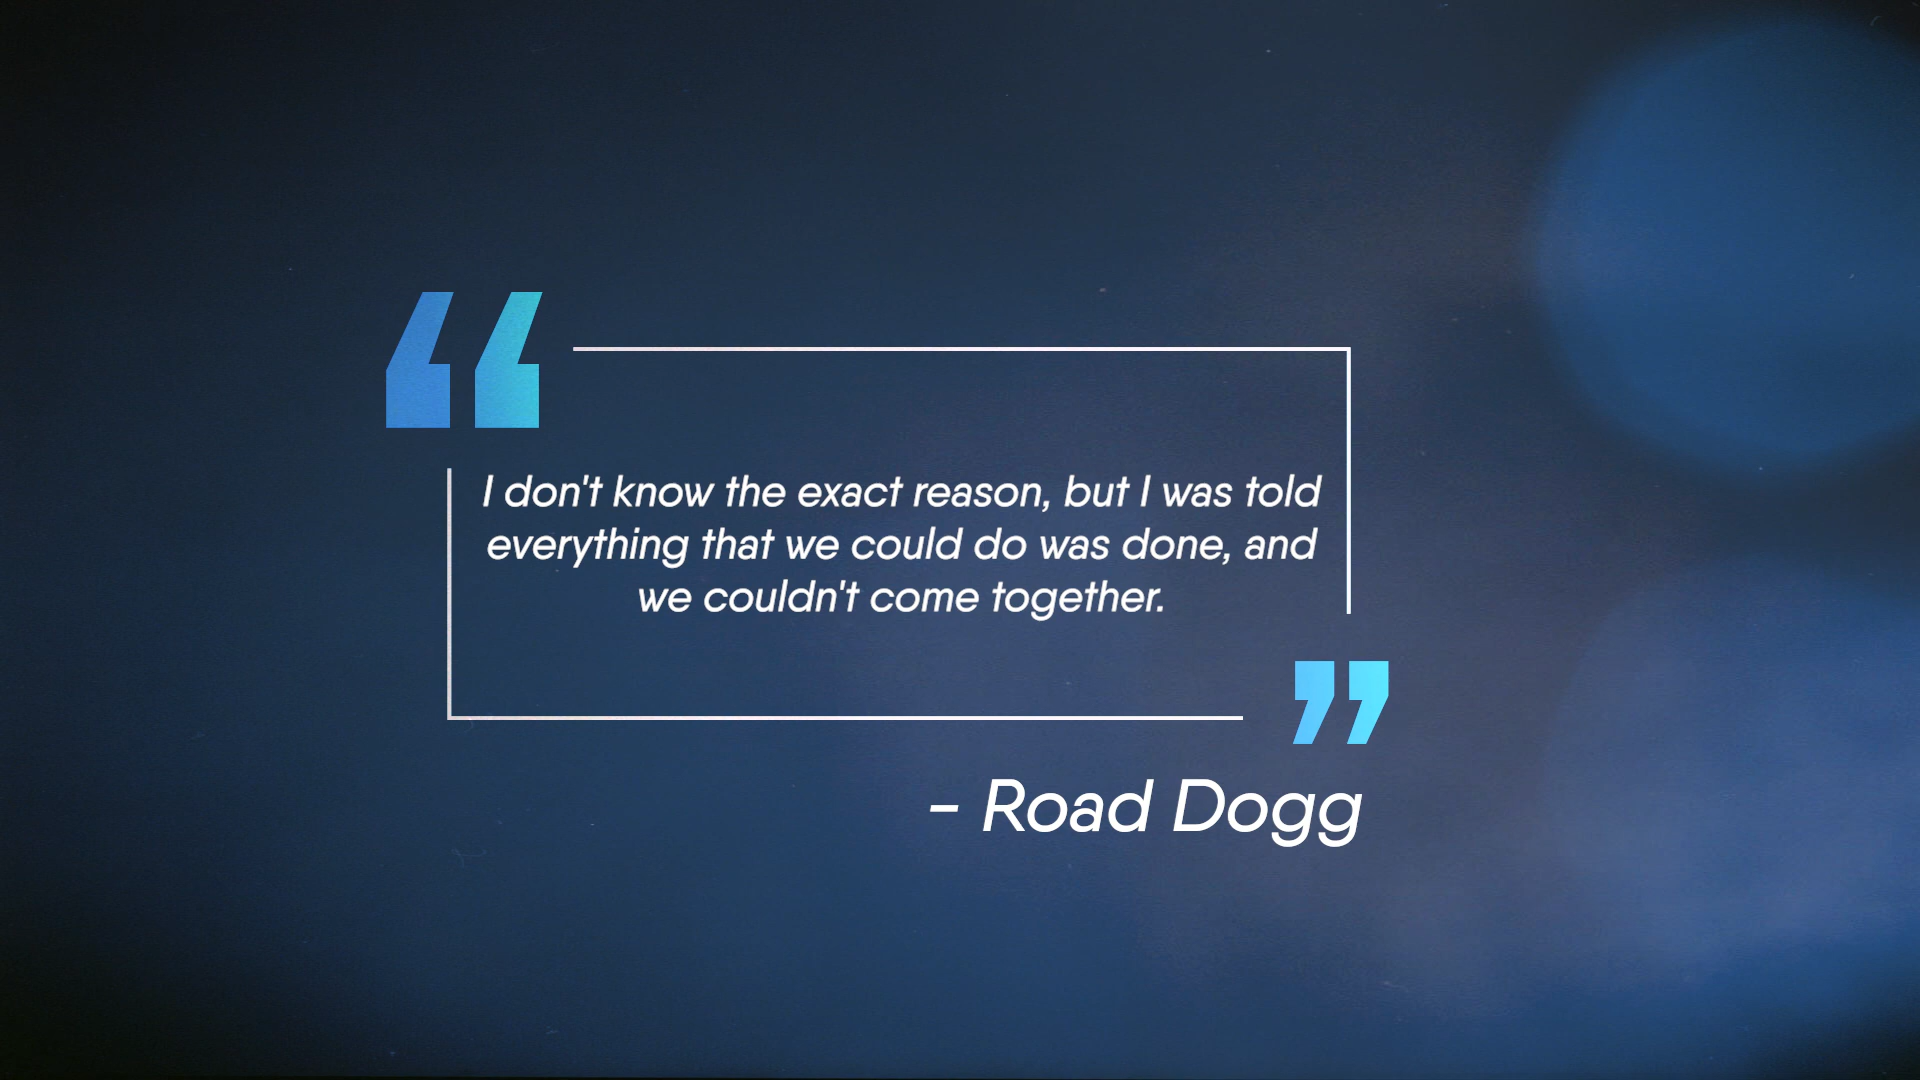 “
I don't know the exact reason, but I was told
everything that we could do was done, and
we couldn't come together.
”
- Road Dogg